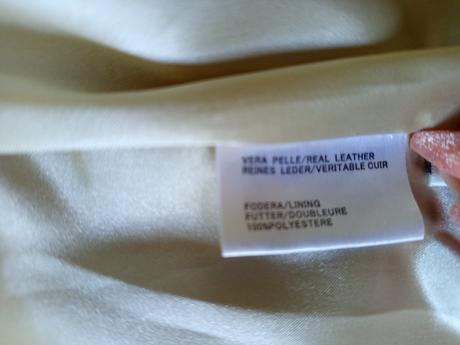 VERA PELLE/REAL LEATHER
REINES LEDER/VERITABLE CUIR
FODERA/LINING
FUTTER/DOUBLEURE
100%POLYESTERE